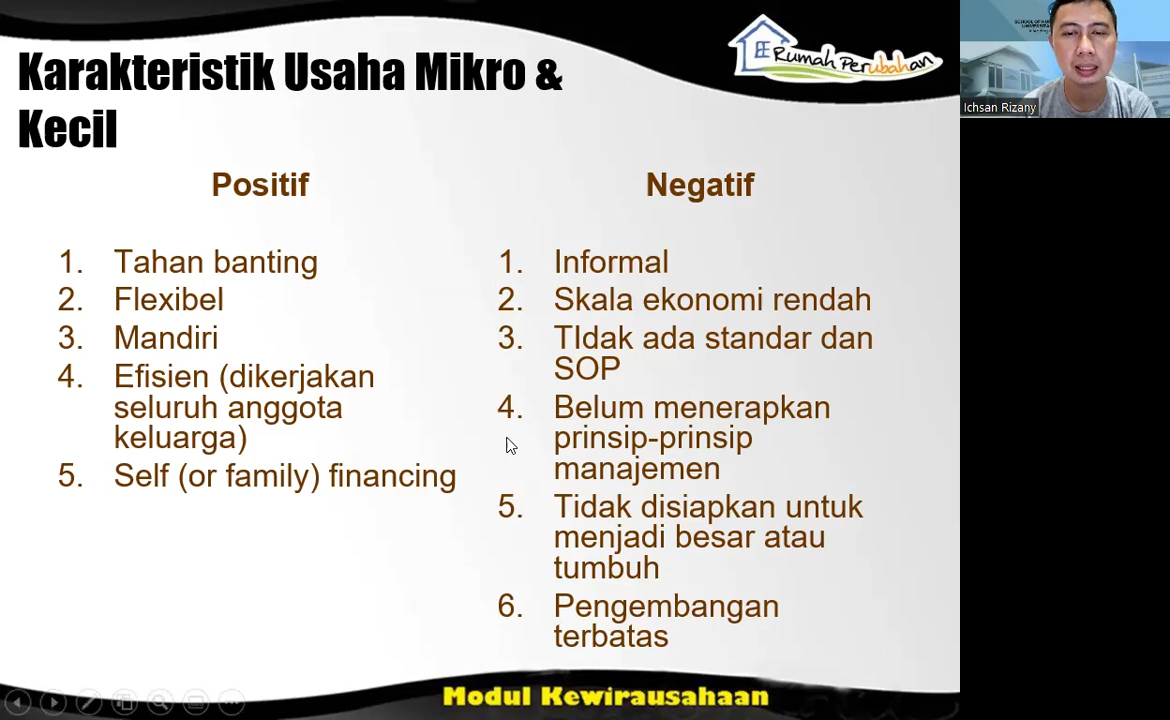 Karakteristik Usaha Mikro &
Kecil
Rumah Perubahan
Ichsan Rizany
Positif
1. Tahan banting
2. Flexibel
3. Mandiri
4. Efisien (dikerjakan
seluruh anggota
keluarga)
5. Self (or family) financing
Negatif
1. Informal
2. Skala ekonomi rendah
3. TIdak ada standar dan
SOP
4. Belum menerapkan
prinsip-prinsip
manajemen
5. Tidak disiapkan untuk
menjadi besar atau
tumbuh
6. Pengembangan
terbatas
Modul Kewirausahaan